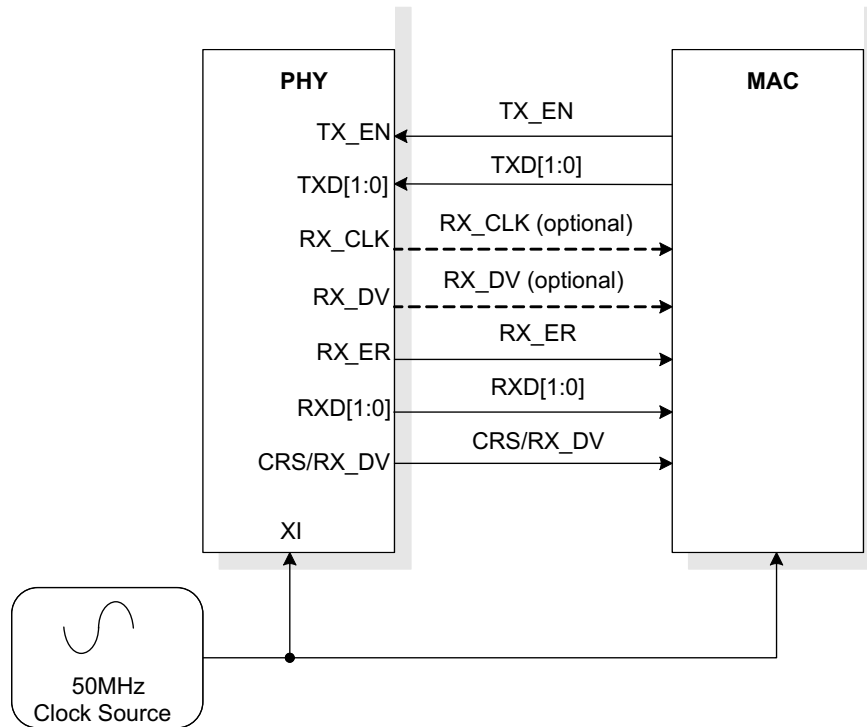 PHY
MAC
TX_EN
TX_EN
TXD[1:0]
TXD[1:0]
RX_CLK
RX_CLK (optional)
RX_DV
RX_DV (optional)
RX_ER
RX_ER
RXD[1:0]
RXD[1:0]
CRS/RX_DV
CRS/RX_DV
XI
50MHz
Clock Source